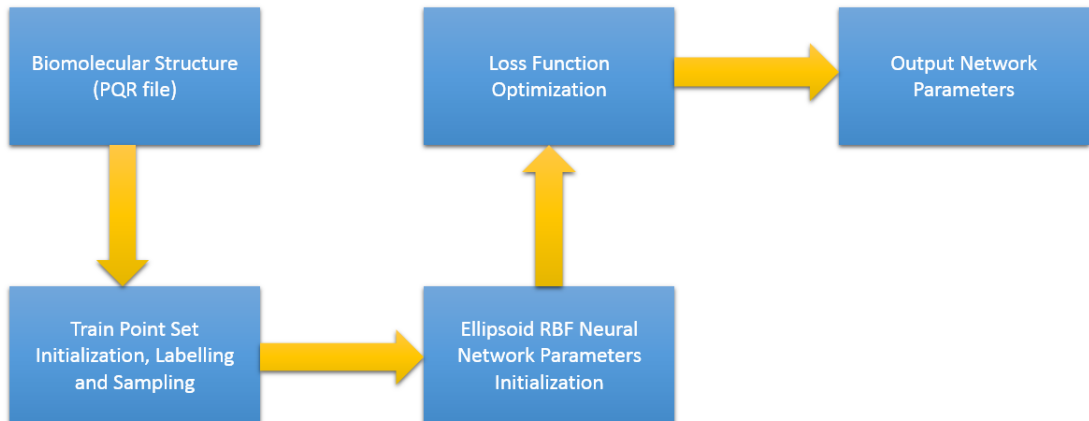 Biomolecular Structure
(PQR file)
Train Point Set
Initialization, Labelling
and Sampling
Ellipsoid RBF Neural
Network Parameters
Initialization
Loss Function
Optimization
Output Network
Parameters